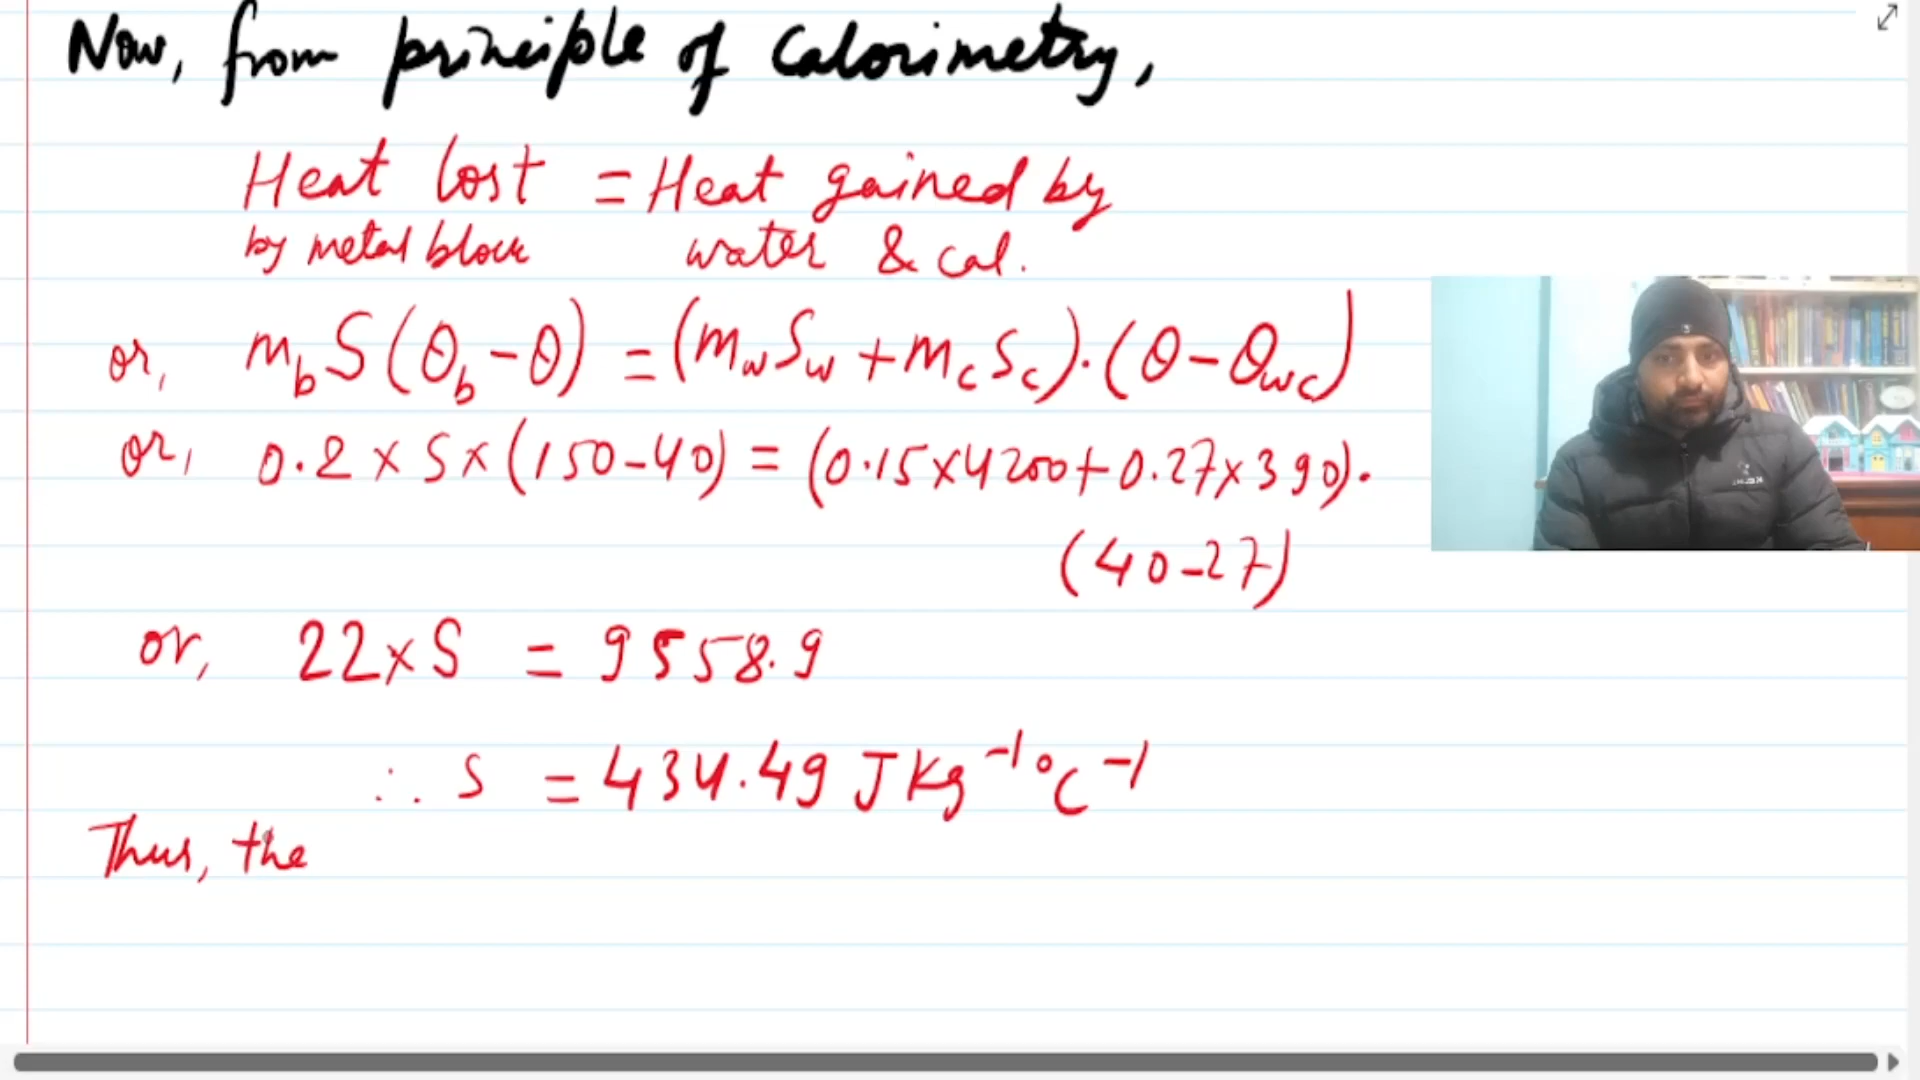 Now, from principle of Calorimetry,
Heat lost = Heat gained by
by metal block water & cal.
or, m_b S (θ_b - θ) = (m_w S_w + m_c S_c) · (θ - θ_wc)
or, 0.2 × S × (150 - 40) = (0.15 × 4200 + 0.27 × 390) ·
(40 - 27)
or, 22 × S = 9558.9
∴ S = 434.49 J Kg⁻¹ °C⁻¹
Thus, the